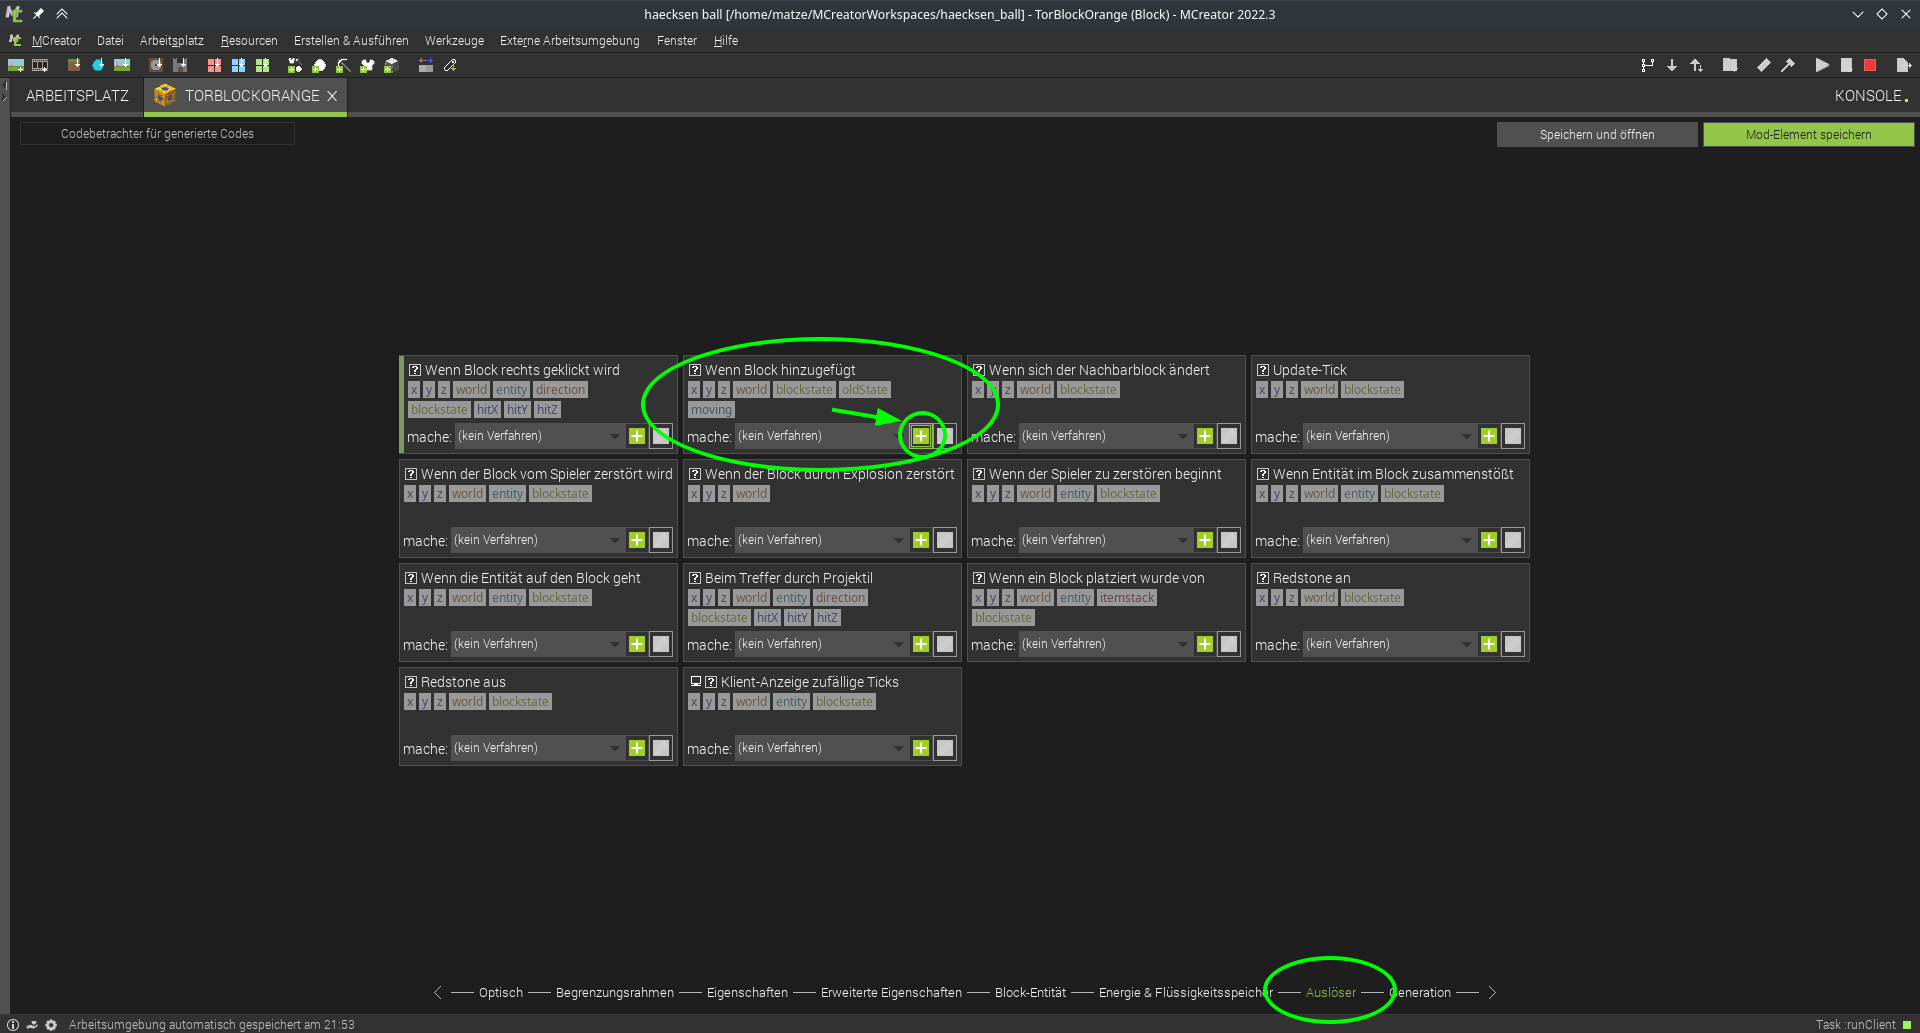 haecksen ball [/home/matze/MCreatorWorkspaces/haecksen_ball] - TorBlockOrange (Block) - MCreator 2022.3
MCreator Datei Arbeitsplatz Resourcen Erstellen & Ausführen Werkzeuge Externe Arbeitsumgebung Fenster Hilfe
ARBEITSPLATZ TORBLOCKORANGE KONSOLE
Codebetrachter für generierte Codes Speichern und öffnen Mod-Element speichern
Wenn Block rechts geklickt wird
x y z world entity direction
blockstate hitX hitY hitZ
mache: (kein Verfahren)
Wenn Block hinzugefügt
x y z world blockstate oldState
moving
mache: (kein Verfahren)
Wenn sich der Nachbarblock ändert
x y z world blockstate
mache: (kein Verfahren)
Update-Tick
x y z world blockstate
mache: (kein Verfahren)
Wenn der Block vom Spieler zerstört wird
x y z world entity blockstate
mache: (kein Verfahren)
Wenn der Block durch Explosion zerstört
x y z world
mache: (kein Verfahren)
Wenn der Spieler zu zerstören beginnt
x y z world entity blockstate
mache: (kein Verfahren)
Wenn Entität im Block zusammenstößt
x y z world entity blockstate
mache: (kein Verfahren)
Wenn die Entität auf den Block geht
x y z world entity blockstate
mache: (kein Verfahren)
Beim Treffer durch Projektil
x y z world entity direction
blockstate hitX hitY hitZ
mache: (kein Verfahren)
Wenn ein Block platziert wurde von
x y z world entity itemstack
blockstate
mache: (kein Verfahren)
Redstone an
x y z world blockstate
mache: (kein Verfahren)
Redstone aus
x y z world blockstate
mache: (kein Verfahren)
Klient-Anzeige zufällige Ticks
x y z world entity blockstate
mache: (kein Verfahren)
Optisch Begrenzungsrahmen Eigenschaften Erweiterte Eigenschaften Block-Entität Energie & Flüssigkeitsspeicher Auslöser Generation
Arbeitsumgebung automatisch gespeichert am 21:53 Task :runClient